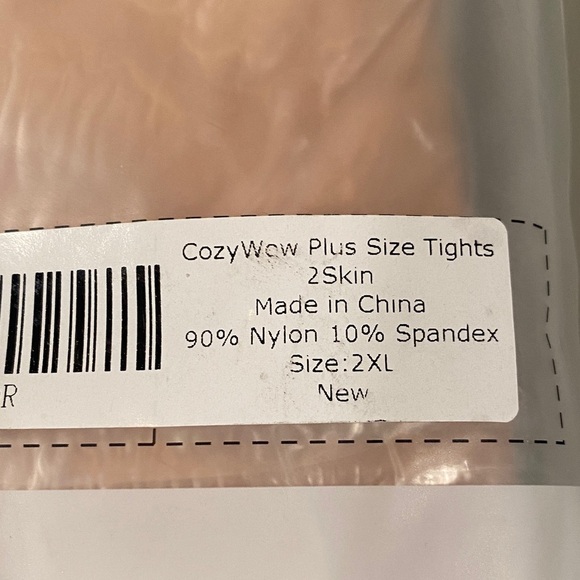 CozyWow Plus Size Tights
2Skin
Made in China
90% Nylon 10% Spandex
Size:2XL
New
R